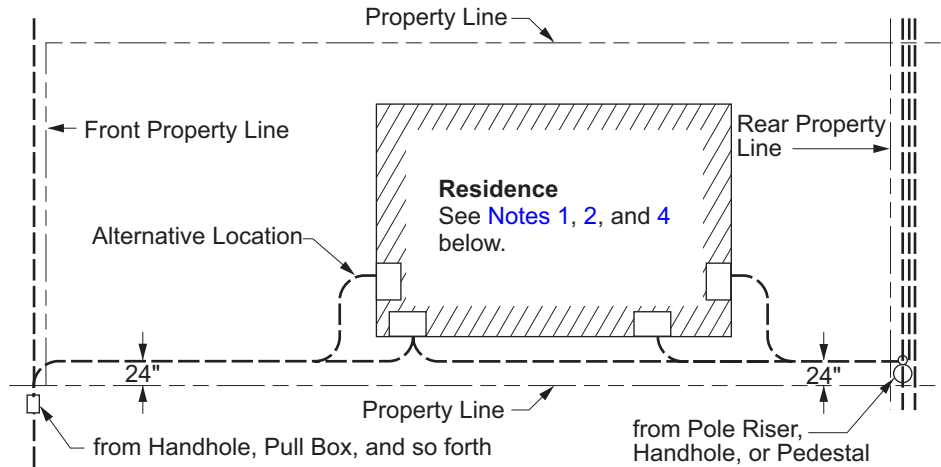 Property Line
Front Property Line
Rear Property
Line
Residence
See Notes 1, 2, and 4
below.
Alternative Location
24"
24"
Property Line
from Handhole, Pull Box, and so forth
from Pole Riser,
Handhole, or Pedestal